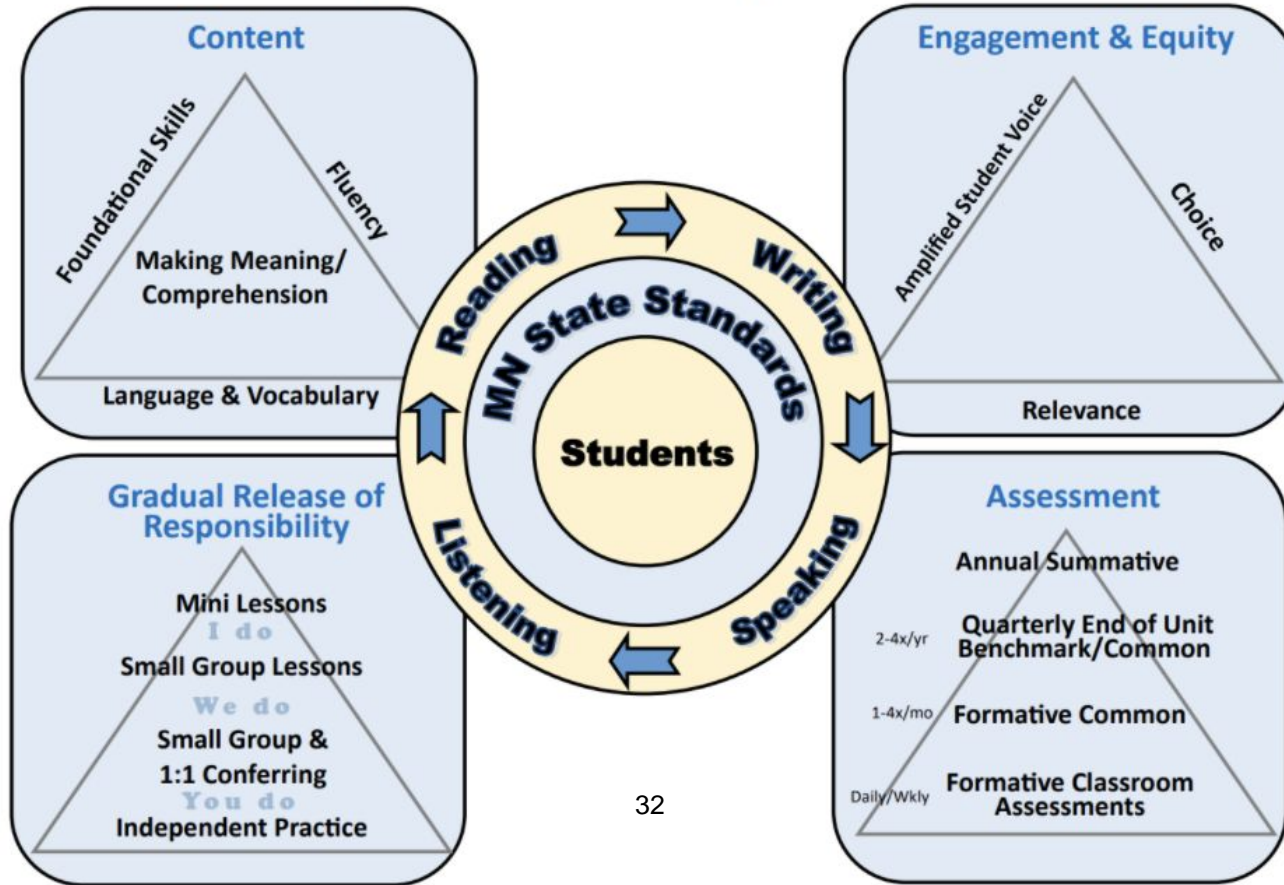 Content
Foundational Skills
Fluency
Making Meaning/
Comprehension
Language & Vocabulary
Engagement & Equity
Amplified Student Voice
Choice
Relevance
Reading
Writing
Speaking
Listening
MN State Standards
Students
Gradual Release of
Responsibility
Mini Lessons
I do
Small Group Lessons
We do
Small Group &
1:1 Conferring
You do
Independent Practice
Assessment
Annual Summative
2-4x/yr
Quarterly End of Unit
Benchmark/Common
1-4x/mo
Formative Common
Daily/Wkly
Formative Classroom
Assessments
32